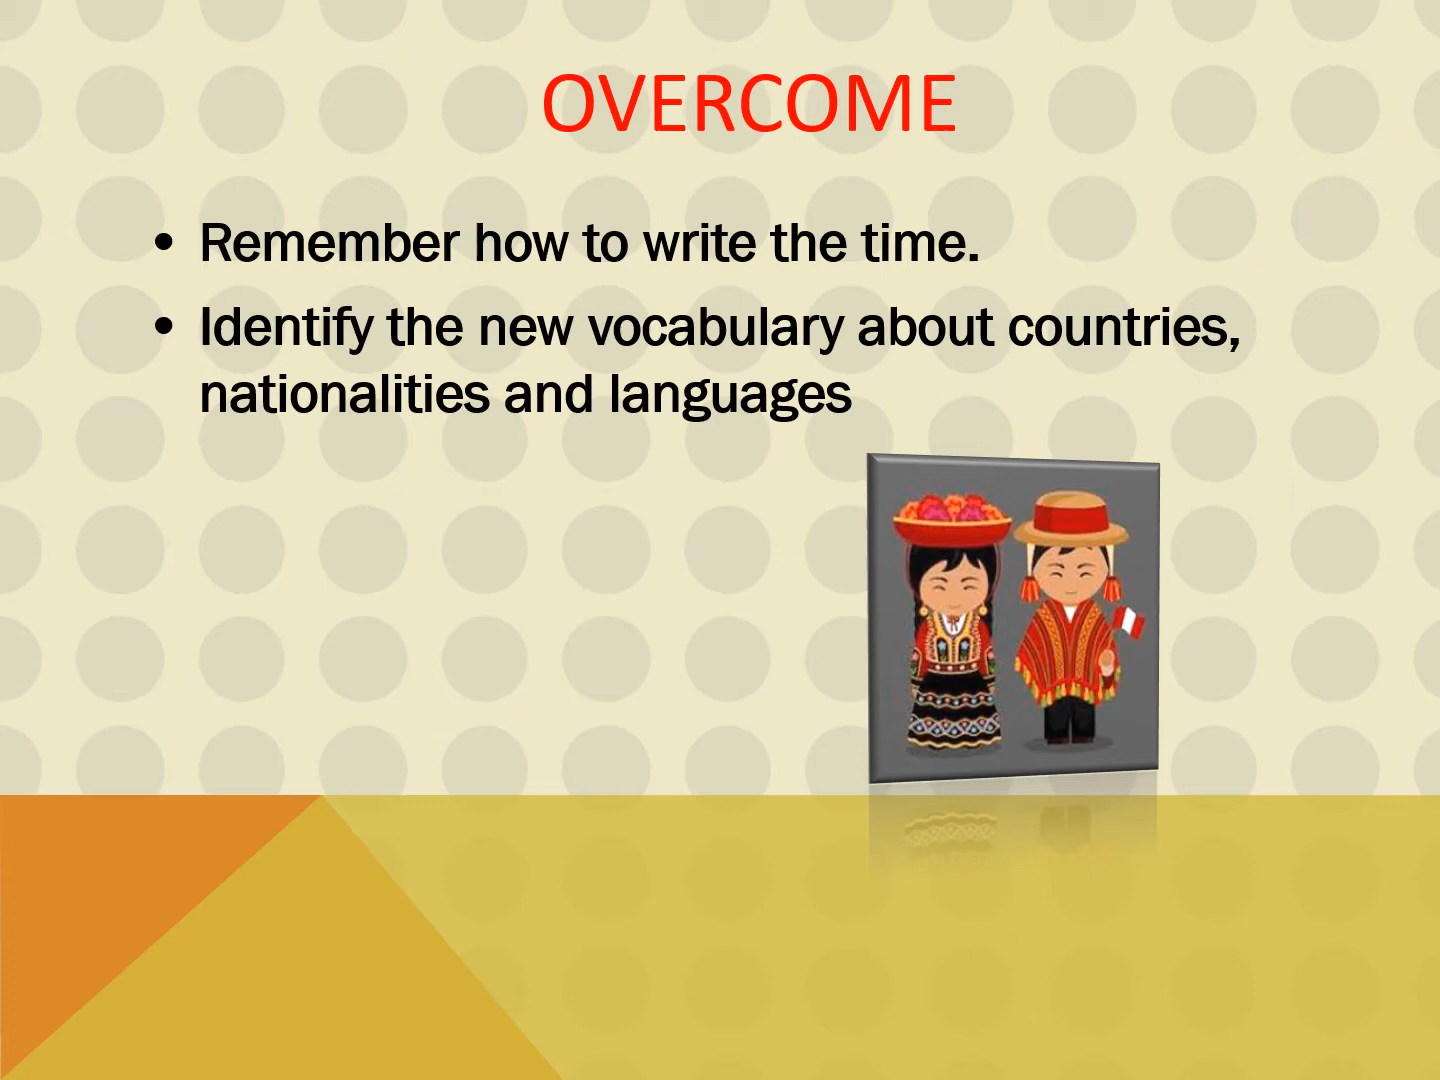 OVERCOME
• Remember how to write the time.
• Identify the new vocabulary about countries,
nationalities and languages